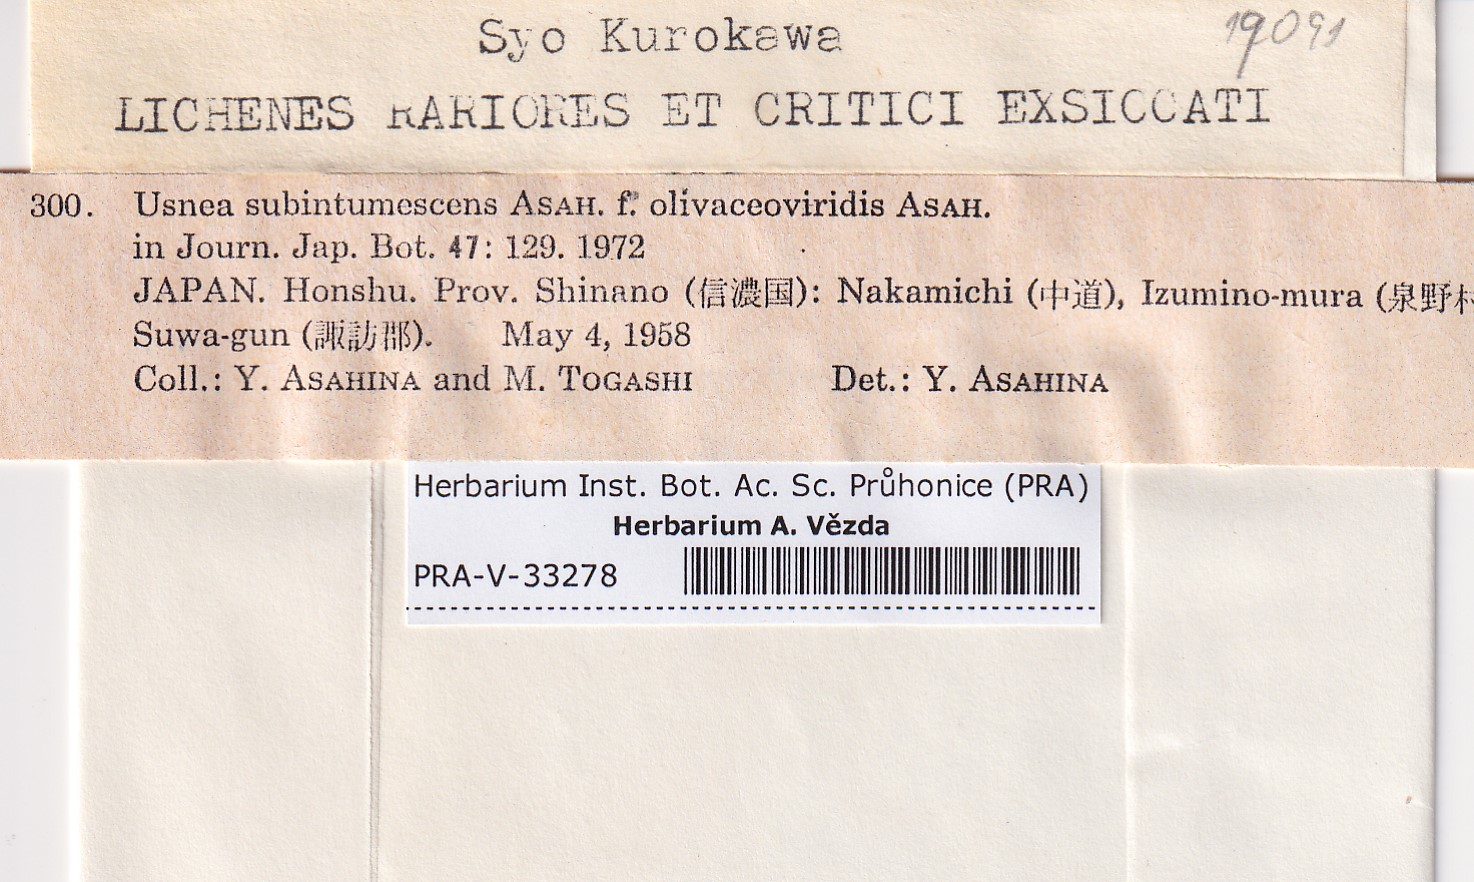 Syo Kurokawa
19091
LICHENES RARIORES ET CRITICI EXSICCATI
300. Usnea subintumescens ASAH. f. olivaceoviridis ASAH.
in Journ. Jap. Bot. 47: 129. 1972
JAPAN. Honshu. Prov. Shinano (信濃国): Nakamichi (中道), Izumino-mura (泉野村
Suwa-gun (諏訪郡). May 4, 1958
Coll.: Y. ASAHINA and M. TOGASHI Det.: Y. ASAHINA
Herbarium Inst. Bot. Ac. Sc. Průhonice (PRA)
Herbarium A. Vězda
PRA-V-33278